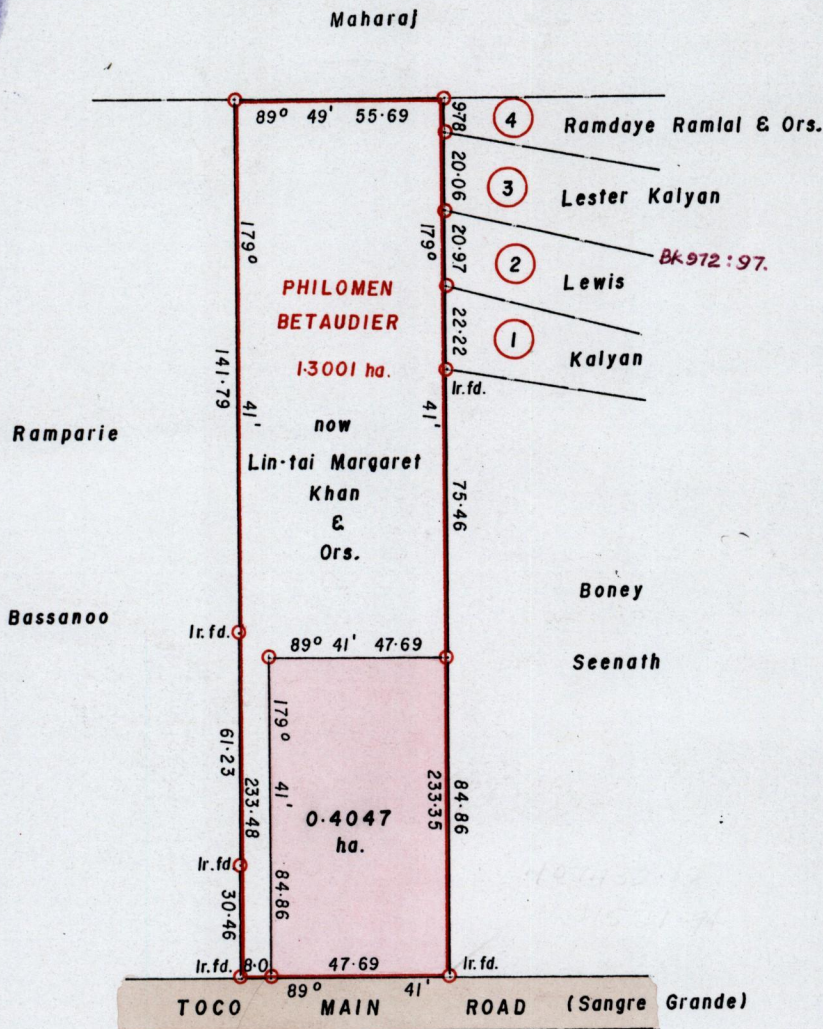 Maharaj
89° 49' 55·69
978
4
Ramdaye Ramlal & Ors.
20·06
3
Lester Kalyan
179°
179°
20·97
2
Lewis
BK972:97.
PHILOMEN
BETAUDIER
1·3001 ha.
22·22
1
Kalyan
Ir.fd.
141·79
41'
41'
now
Lin-tai Margaret
Khan
&
Ors.
Ramparie
75·46
Boney
Bassanoo
Ir.fd.
89° 41' 47·69
Seenath
179°
41'
84·86
61·23
233·48
0·4047
ha.
233·35
84·86
Ir.fd.
30·46
Ir.fd.
8·0
47·69
Ir.fd.
89° 41'
TOCO MAIN ROAD (Sangre Grande)